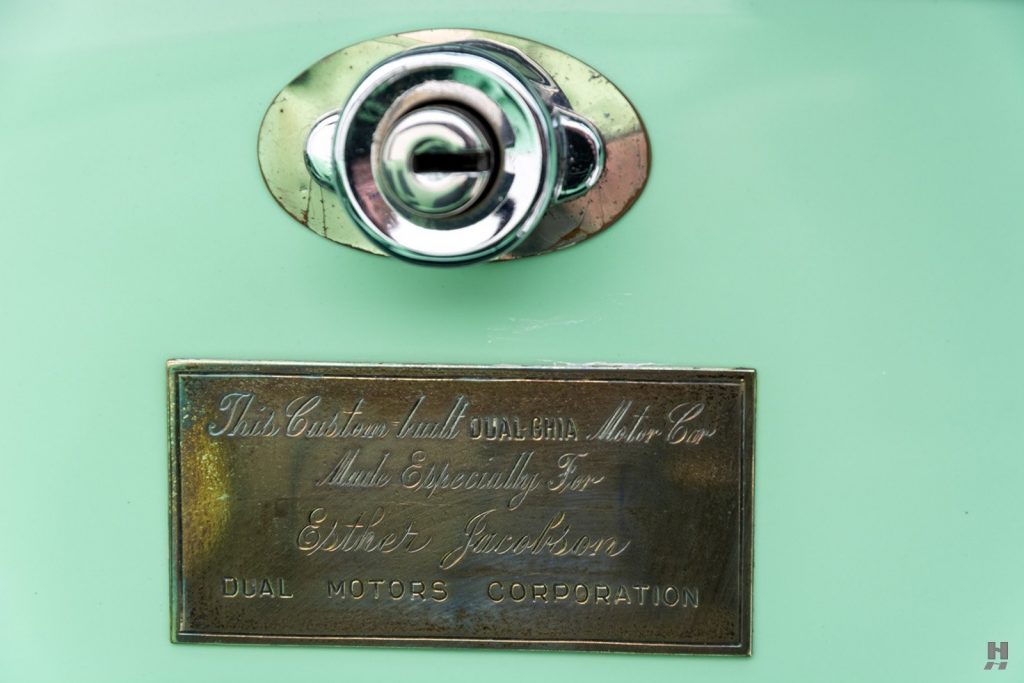 This Custom-built DUAL-GHIA Motor Car
Made Especially For
Esther Jacobson
DUAL MOTORS CORPORATION